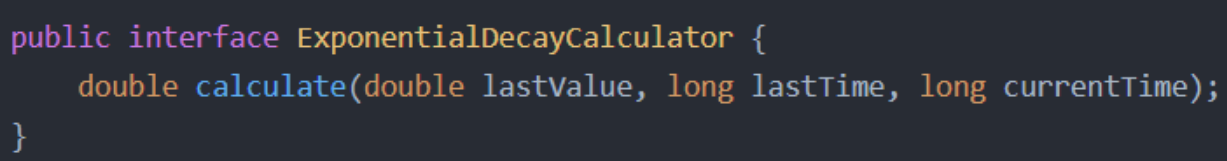 public interface ExponentialDecayCalculator {
    double calculate(double lastValue, long lastTime, long currentTime);
}